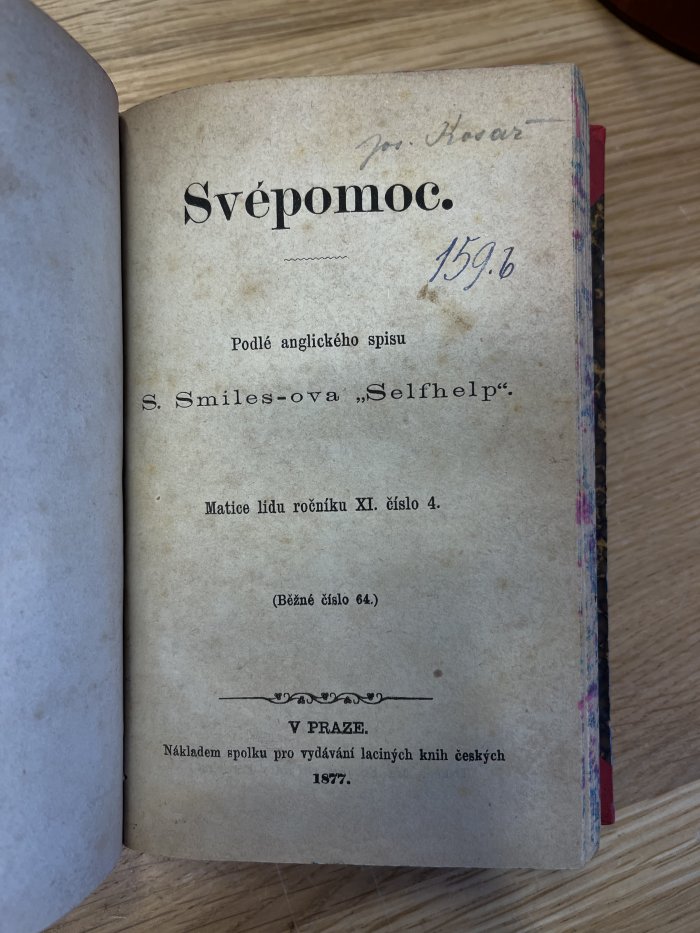 Jos. Kosař
Svépomoc.
159.b
Podlé anglického spisu
S. Smiles-ova „Selfhelp“.
Matice lidu ročníku XI. číslo 4.
(Běžné číslo 64.)
V PRAZE.
Nákladem spolku pro vydávání laciných knih českých
1877.